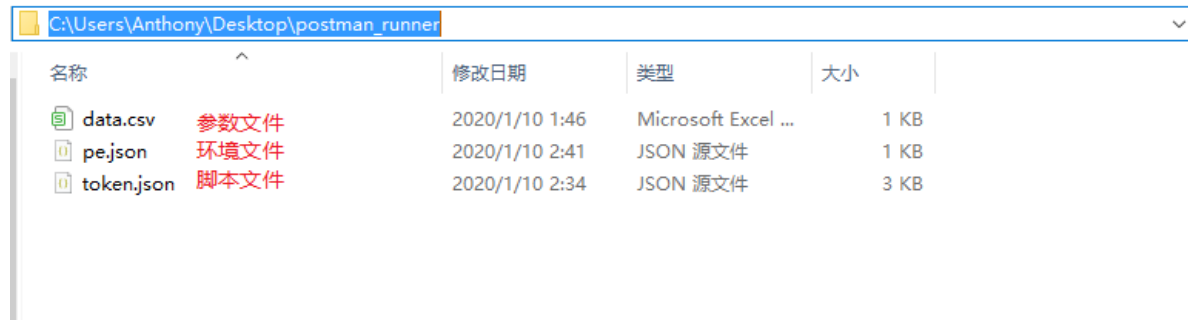 C:\Users\Anthony\Desktop\postman_runner
名称 修改日期 类型 大小
data.csv 参数文件 2020/1/10 1:46 Microsoft Excel ... 1 KB
pe.json 环境文件 2020/1/10 2:41 JSON 源文件 1 KB
token.json 脚本文件 2020/1/10 2:34 JSON 源文件 3 KB